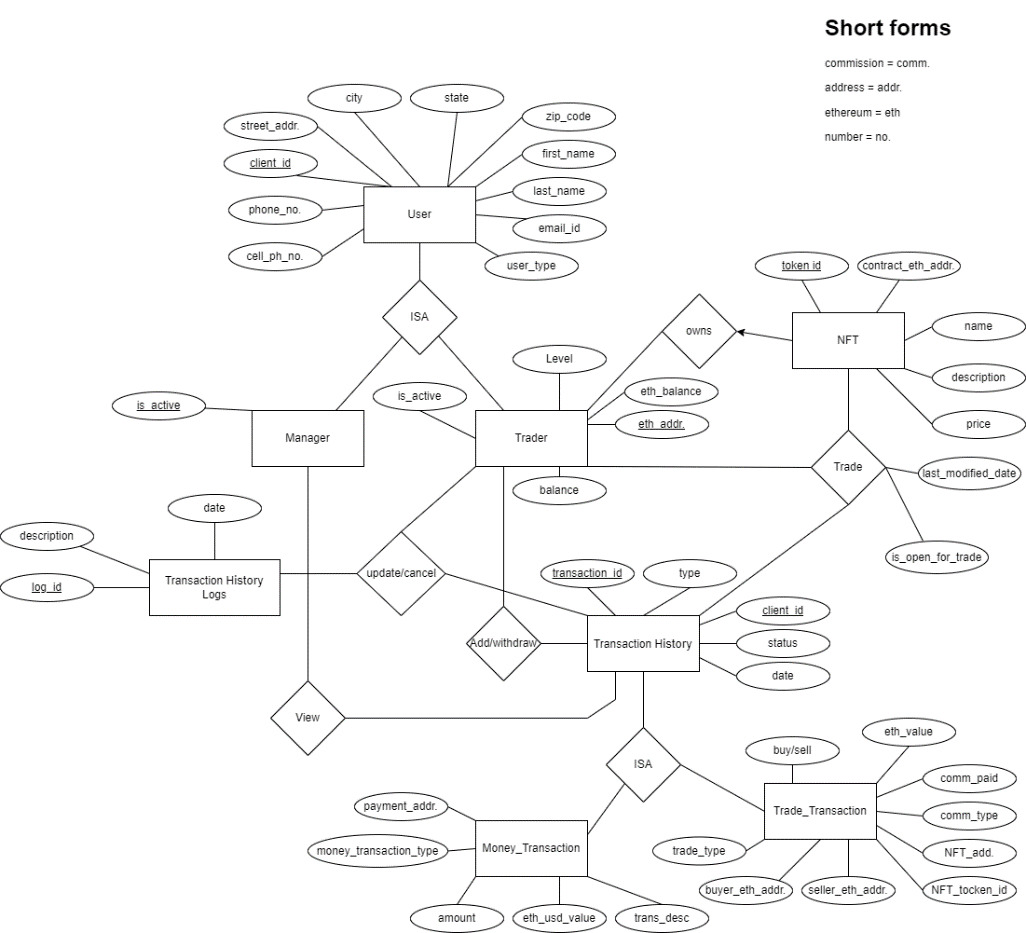 Short forms
commission = comm.
address = addr.
ethereum = eth
number = no.
city
state
street_addr.
zip_code
client_id
first_name
last_name
phone_no.
User
email_id
cell_ph_no.
user_type
ISA
token id
contract_eth_addr.
owns
NFT
name
Level
description
is_active
is_active
eth_balance
eth_addr.
price
Manager
Trader
Trade
last_modified_date
balance
date
description
is_open_for_trade
log_id
Transaction History
Logs
update/cancel
transaction_id
type
client_id
Add/withdraw
Transaction History
status
date
View
ISA
buy/sell
eth_value
comm_paid
payment_addr.
Trade_Transaction
comm_type
money_transaction_type
Money_Transaction
trade_type
NFT_add.
buyer_eth_addr.
seller_eth_addr.
NFT_tocken_id
amount
eth_usd_value
trans_desc